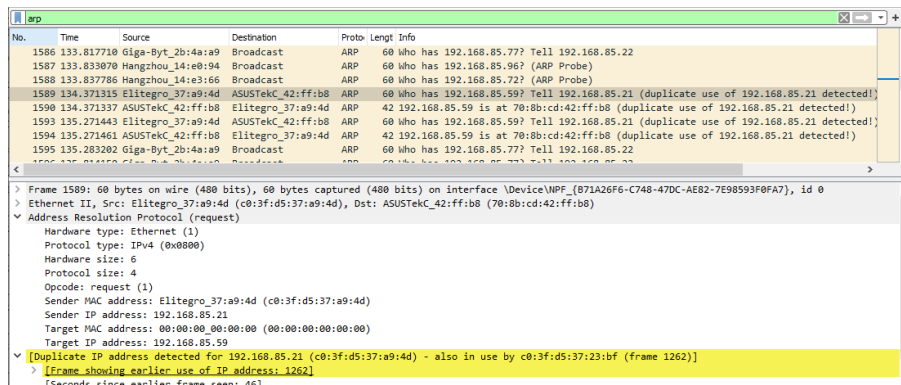 arp
No. Time Source Destination Proto Lengt Info
1586 133.817710 Giga-Byt_2b:4a:a9 Broadcast ARP 60 Who has 192.168.85.77? Tell 192.168.85.22
1587 133.833070 Hangzhou_14:e0:94 Broadcast ARP 60 Who has 192.168.85.96? (ARP Probe)
1588 133.837786 Hangzhou_14:e3:66 Broadcast ARP 60 Who has 192.168.85.72? (ARP Probe)
1589 134.371315 Elitegro_37:a9:4d ASUSTekC_42:ff:b8 ARP 60 Who has 192.168.85.59? Tell 192.168.85.21 (duplicate use of 192.168.85.21 detected!)
1590 134.371337 ASUSTekC_42:ff:b8 Elitegro_37:a9:4d ARP 42 192.168.85.59 is at 70:8b:cd:42:ff:b8 (duplicate use of 192.168.85.21 detected!)
1593 135.271443 Elitegro_37:a9:4d ASUSTekC_42:ff:b8 ARP 60 Who has 192.168.85.59? Tell 192.168.85.21 (duplicate use of 192.168.85.21 detected!)
1594 135.271461 ASUSTekC_42:ff:b8 Elitegro_37:a9:4d ARP 42 192.168.85.59 is at 70:8b:cd:42:ff:b8 (duplicate use of 192.168.85.21 detected!)
1595 135.283202 Giga-Byt_2b:4a:a9 Broadcast ARP 60 Who has 192.168.85.77? Tell 192.168.85.22
Frame 1589: 60 bytes on wire (480 bits), 60 bytes captured (480 bits) on interface \Device\NPF_{B71A26F6-C748-47DC-AE82-7E98593F0FA7}, id 0
Ethernet II, Src: Elitegro_37:a9:4d (c0:3f:d5:37:a9:4d), Dst: ASUSTekC_42:ff:b8 (70:8b:cd:42:ff:b8)
Address Resolution Protocol (request)
Hardware type: Ethernet (1)
Protocol type: IPv4 (0x0800)
Hardware size: 6
Protocol size: 4
Opcode: request (1)
Sender MAC address: Elitegro_37:a9:4d (c0:3f:d5:37:a9:4d)
Sender IP address: 192.168.85.21
Target MAC address: 00:00:00_00:00:00 (00:00:00:00:00:00)
Target IP address: 192.168.85.59
[Duplicate IP address detected for 192.168.85.21 (c0:3f:d5:37:a9:4d) - also in use by c0:3f:d5:37:23:bf (frame 1262)]
[Frame showing earlier use of IP address: 1262]
[Seconds since earlier frame seen: 46]